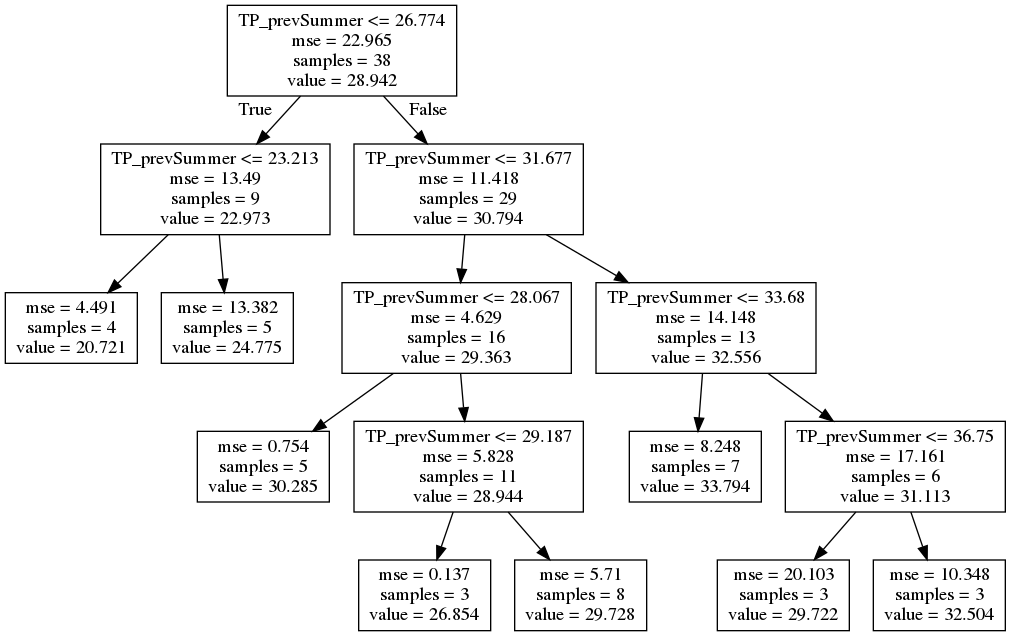 TP_prevSummer <= 26.774
mse = 22.965
samples = 38
value = 28.942
True
False
TP_prevSummer <= 23.213
mse = 13.49
samples = 9
value = 22.973
TP_prevSummer <= 31.677
mse = 11.418
samples = 29
value = 30.794
mse = 4.491
samples = 4
value = 20.721
mse = 13.382
samples = 5
value = 24.775
TP_prevSummer <= 28.067
mse = 4.629
samples = 16
value = 29.363
TP_prevSummer <= 33.68
mse = 14.148
samples = 13
value = 32.556
mse = 0.754
samples = 5
value = 30.285
TP_prevSummer <= 29.187
mse = 5.828
samples = 11
value = 28.944
mse = 8.248
samples = 7
value = 33.794
TP_prevSummer <= 36.75
mse = 17.161
samples = 6
value = 31.113
mse = 0.137
samples = 3
value = 26.854
mse = 5.71
samples = 8
value = 29.728
mse = 20.103
samples = 3
value = 29.722
mse = 10.348
samples = 3
value = 32.504